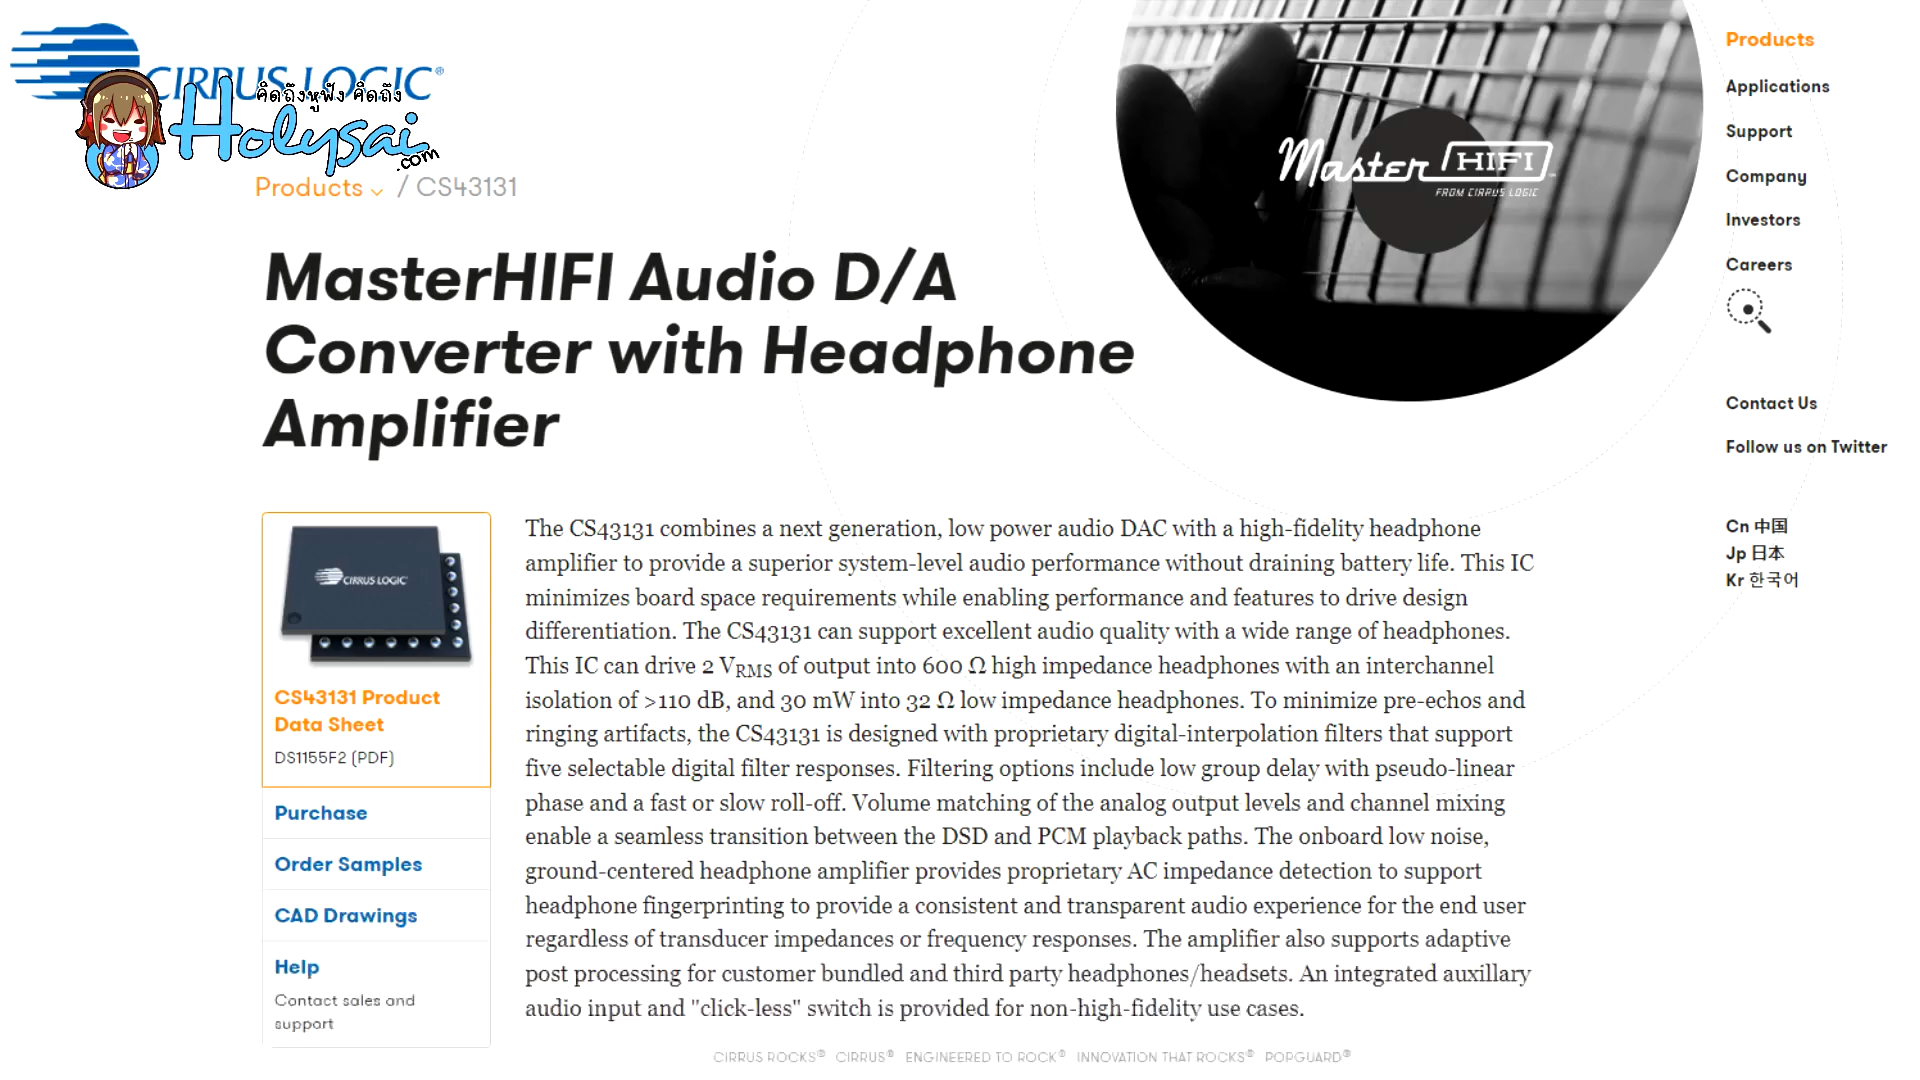 CIRRUS LOGIC®
คิดถึงหูฟัง คิดถึง
Holysai
.com
Products / CS43131
Master HIFI™
FROM CIRRUS LOGIC
MasterHIFI Audio D/A
Converter with Headphone
Amplifier
CIRRUS LOGIC
CS43131 Product
Data Sheet
DS1155F2 (PDF)
Purchase
Order Samples
CAD Drawings
Help
Contact sales and
support
The CS43131 combines a next generation, low power audio DAC with a high-fidelity headphone
amplifier to provide a superior system-level audio performance without draining battery life. This IC
minimizes board space requirements while enabling performance and features to drive design
differentiation. The CS43131 can support excellent audio quality with a wide range of headphones.
This IC can drive 2 VRMS of output into 600 Ω high impedance headphones with an interchannel
isolation of >110 dB, and 30 mW into 32 Ω low impedance headphones. To minimize pre-echos and
ringing artifacts, the CS43131 is designed with proprietary digital-interpolation filters that support
five selectable digital filter responses. Filtering options include low group delay with pseudo-linear
phase and a fast or slow roll-off. Volume matching of the analog output levels and channel mixing
enable a seamless transition between the DSD and PCM playback paths. The onboard low noise,
ground-centered headphone amplifier provides proprietary AC impedance detection to support
headphone fingerprinting to provide a consistent and transparent audio experience for the end user
regardless of transducer impedances or frequency responses. The amplifier also supports adaptive
post processing for customer bundled and third party headphones/headsets. An integrated auxillary
audio input and "click-less" switch is provided for non-high-fidelity use cases.
Products
Applications
Support
Company
Investors
Careers
Contact Us
Follow us on Twitter
Cn 中国
Jp 日本
Kr 한국어
CIRRUS ROCKS® CIRRUS® ENGINEERED TO ROCK® INNOVATION THAT ROCKS® POPGUARD®